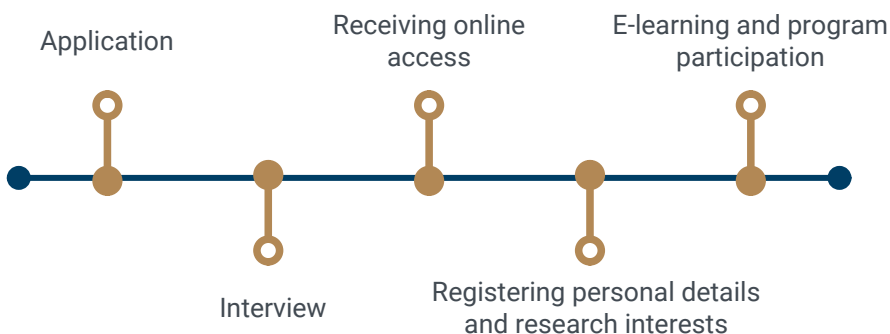 Application
Interview
Receiving online
access
Registering personal details
and research interests
E-learning and program
participation